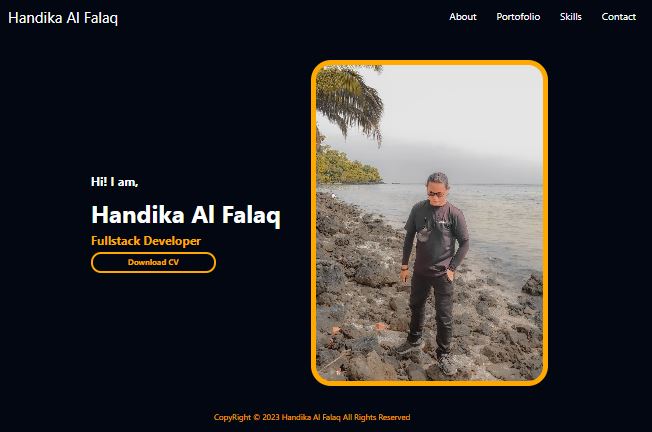 Handika Al Falaq
About Portofolio Skills Contact
Hi! I am,
Handika Al Falaq
Fullstack Developer
Download CV
CopyRight © 2023 Handika Al Falaq All Rights Reserved